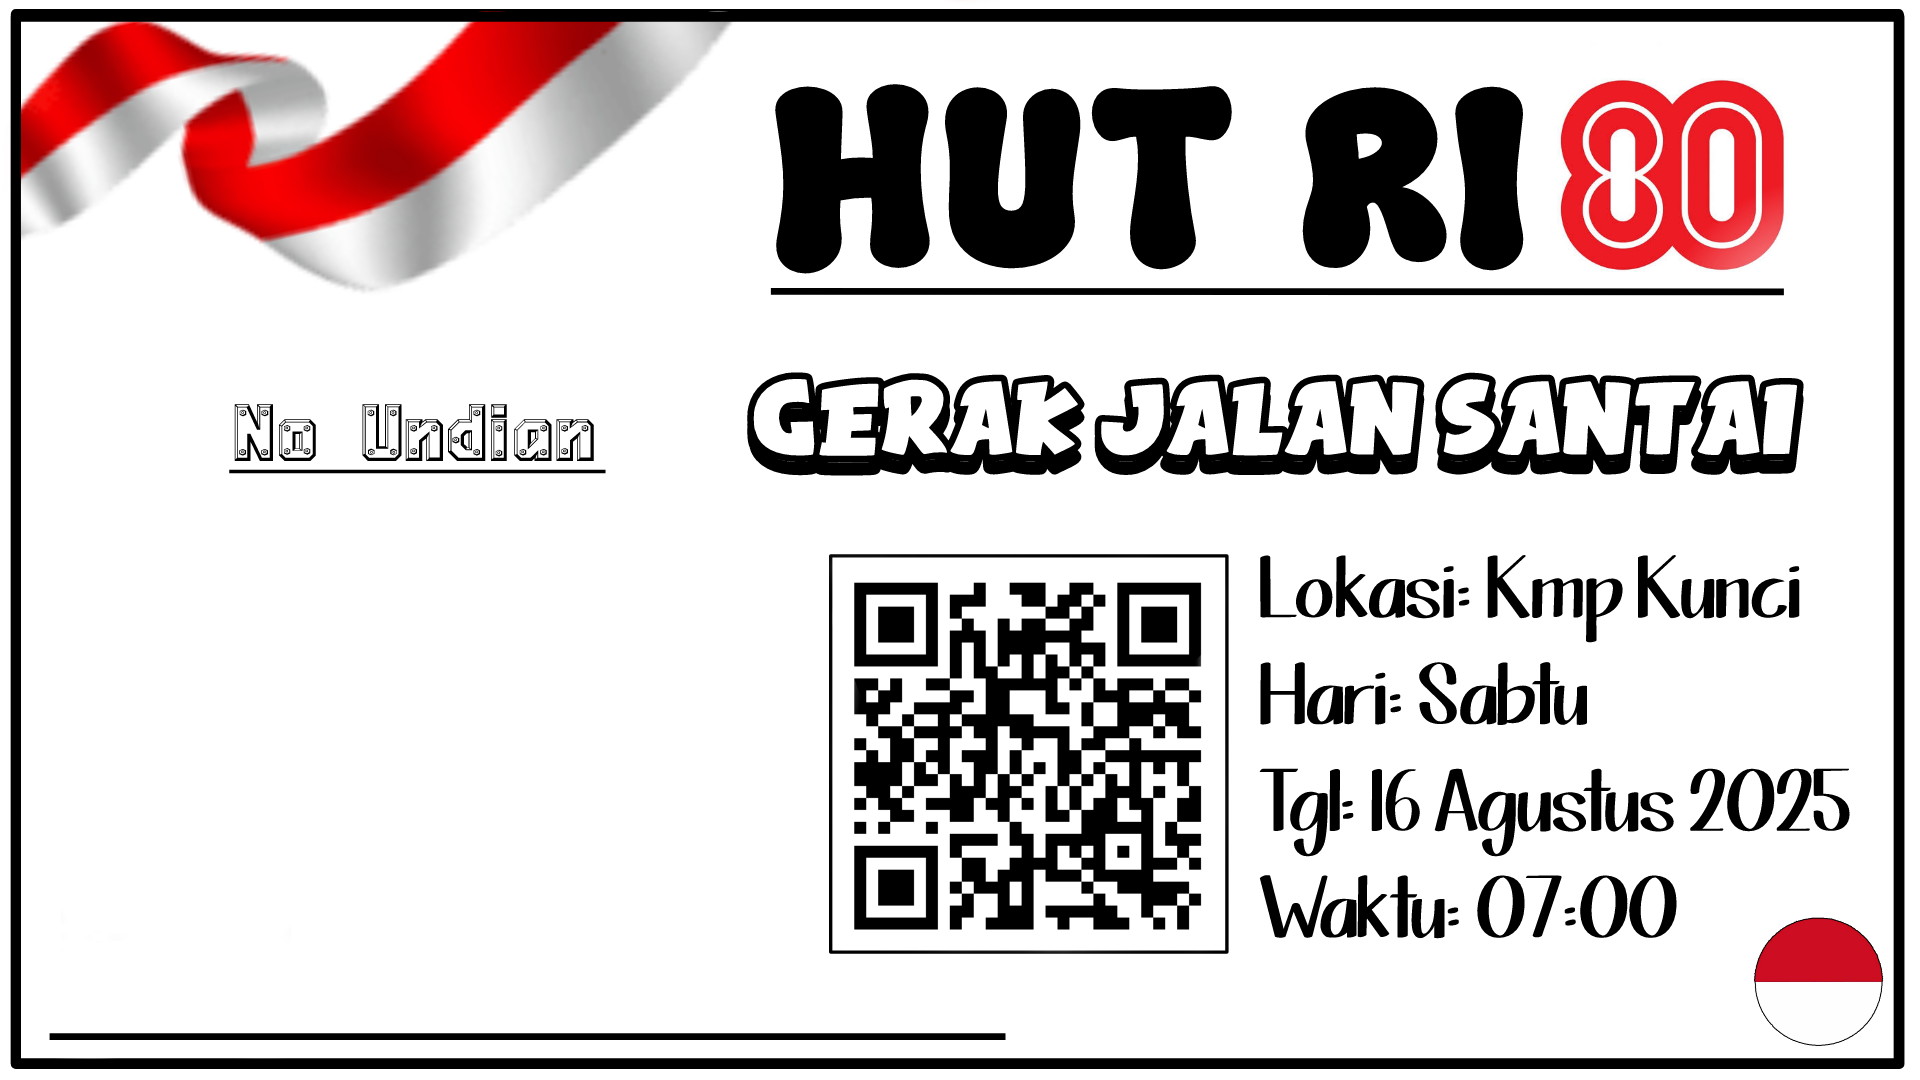 HUT RI 80
No Undian
GERAK JALAN SANTAI
Lokasi: Kmp Kunci
Hari: Sabtu
Tgl: 16 Agustus 2025
Waktu: 07:00